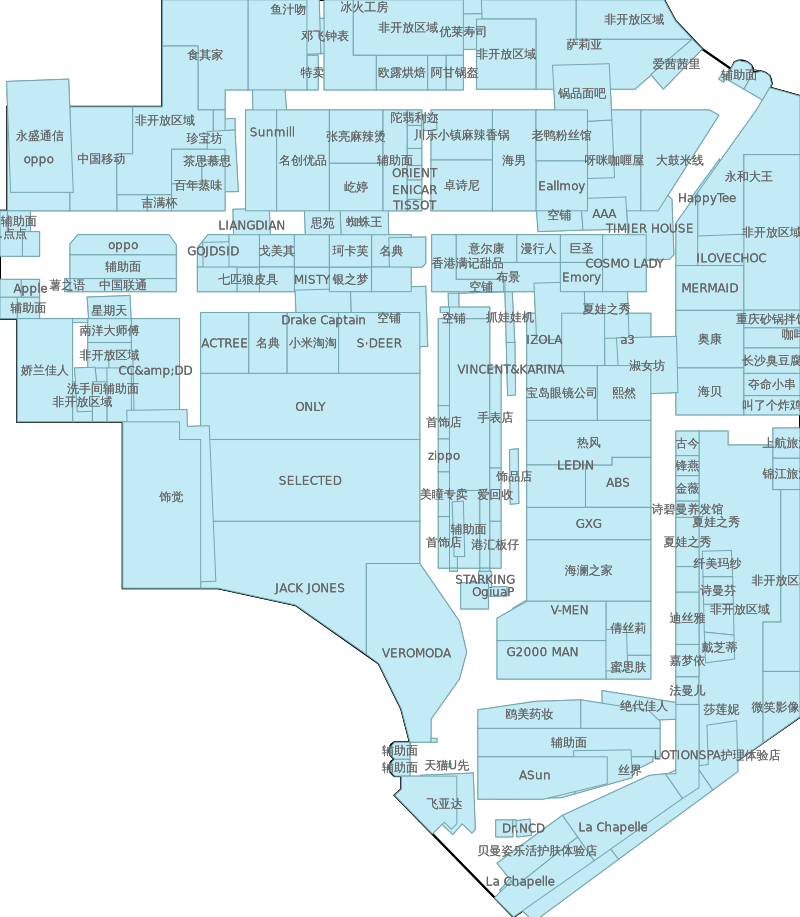 鱼汁吻
冰火工房
非开放区域
非开放区域
邓飞钟表
优莱寿司
萨莉亚
食其家
非开放区域
爱茜茜里
特卖
欧露烘焙
阿甘锅盔
辅助面
锅品面吧
永盛通信
oppo
中国移动
非开放区域
珍宝坊
茶思慕思
百年蒸味
吉满杯
Sunmill
名创优品
张亮麻辣烫
屹婷
辅助面
ORIENT
ENICAR
TISSOT
川乐小镇麻辣香锅
卓诗尼
海男
老鸭粉丝馆
Eallmoy
呀咪咖喱屋
大鼓米线
永和大王
HappyTee
非开放区域
辅助面
点点
LIANGDIAN
思苑
蜘蛛王
空铺
AAA
TIMIER HOUSE
oppo
辅助面
中国联通
GOJDSID
戈美其
珂卡芙
名典
七匹狼皮具
MISTY
银之梦
意尔康
香港满记甜品
漫行人
巨圣
COSMO LADY
布景
Emory
空铺
ILOVECHOC
MERMAID
Apple
薯之语
辅助面
星期天
南洋大师傅
非开放区域
娇兰佳人
CC&amp;DD
洗手间
辅助面
非开放区域
Drake Captain
空铺
ACTREE
名典
小米淘淘
S·DEER
空铺
抓娃娃机
夏娃之秀
IZOLA
a3
奥康
重庆砂锅拌饭
咖啡
长沙臭豆腐
VINCENT&KARINA
淑女坊
夺命小串
宝岛眼镜公司
熙然
海贝
叫了个炸鸡
ONLY
首饰店
手表店
热风
古今
上航旅游
zippo
LEDIN
锋燕
锦江旅游
饰觉
SELECTED
饰品店
ABS
金薇
美瞳专卖
爱回收
诗碧曼养发馆
GXG
夏娃之秀
辅助面
首饰店
港汇板仔
夏娃之秀
JACK JONES
STARKING
OgiuaP
海澜之家
纤美玛纱
诗曼芬
非开放区域
非开放区域
V-MEN
倩丝莉
迪丝雅
VEROMODA
G2000 MAN
蜜思肤
戴芝蒂
嘉梦依
法曼儿
莎莲妮
微笑影像
鸥美药妆
绝代佳人
辅助面
辅助面
辅助面
天猫U先
LOTIONSPA护理体验店
ASun
丝界
飞亚达
Dr.NCD
La Chapelle
贝曼姿乐活护肤体验店
La Chapelle